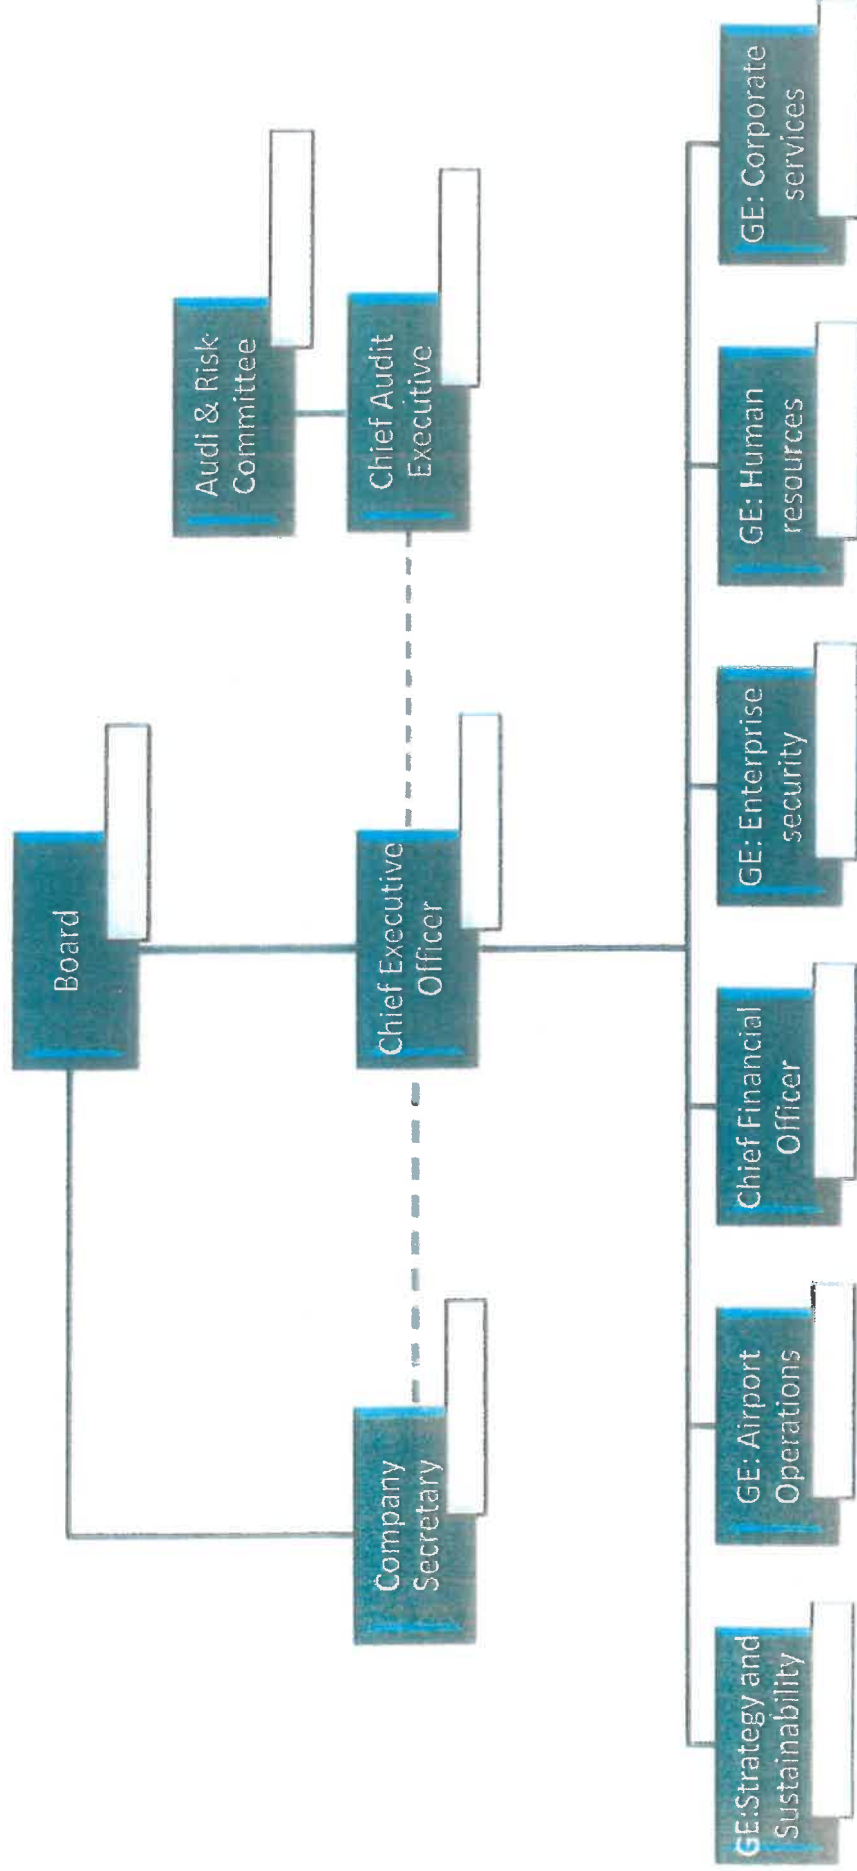 Board
Audi & Risk
Committee
Company
Secretary
Chief Executive
Officer
Chief Audit
Executive
GE:Strategy and
Sustainability
GE: Airport
Operations
Chief Financial
Officer
GE: Enterprise
security
GE: Human
resources
GE: Corporate
services